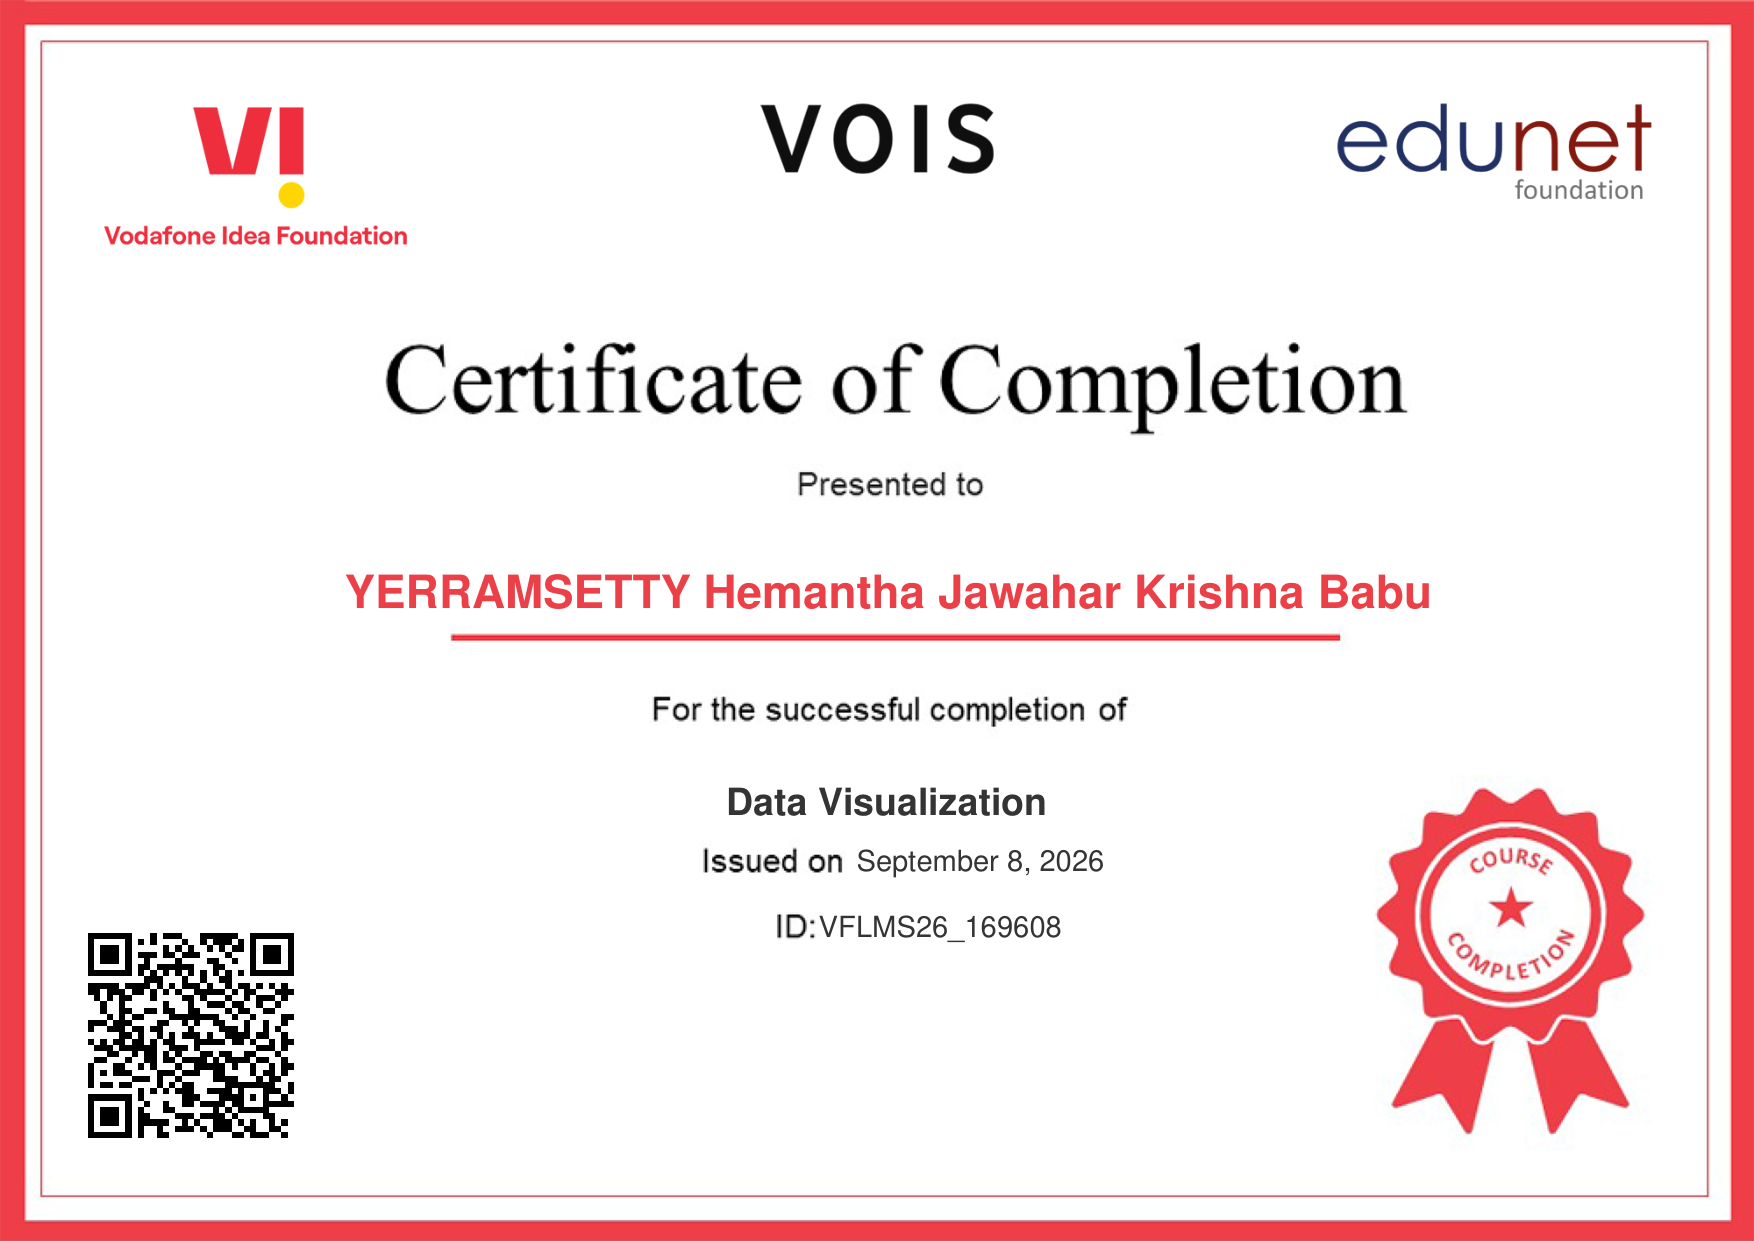 VI
Vodafone Idea Foundation
VOIS
edunet
foundation
Certificate of Completion
Presented to
YERRAMSETTY Hemantha Jawahar Krishna Babu
For the successful completion of
Data Visualization
Issued on September 8, 2026
ID:VFLMS26_169608
COURSE
COMPLETION